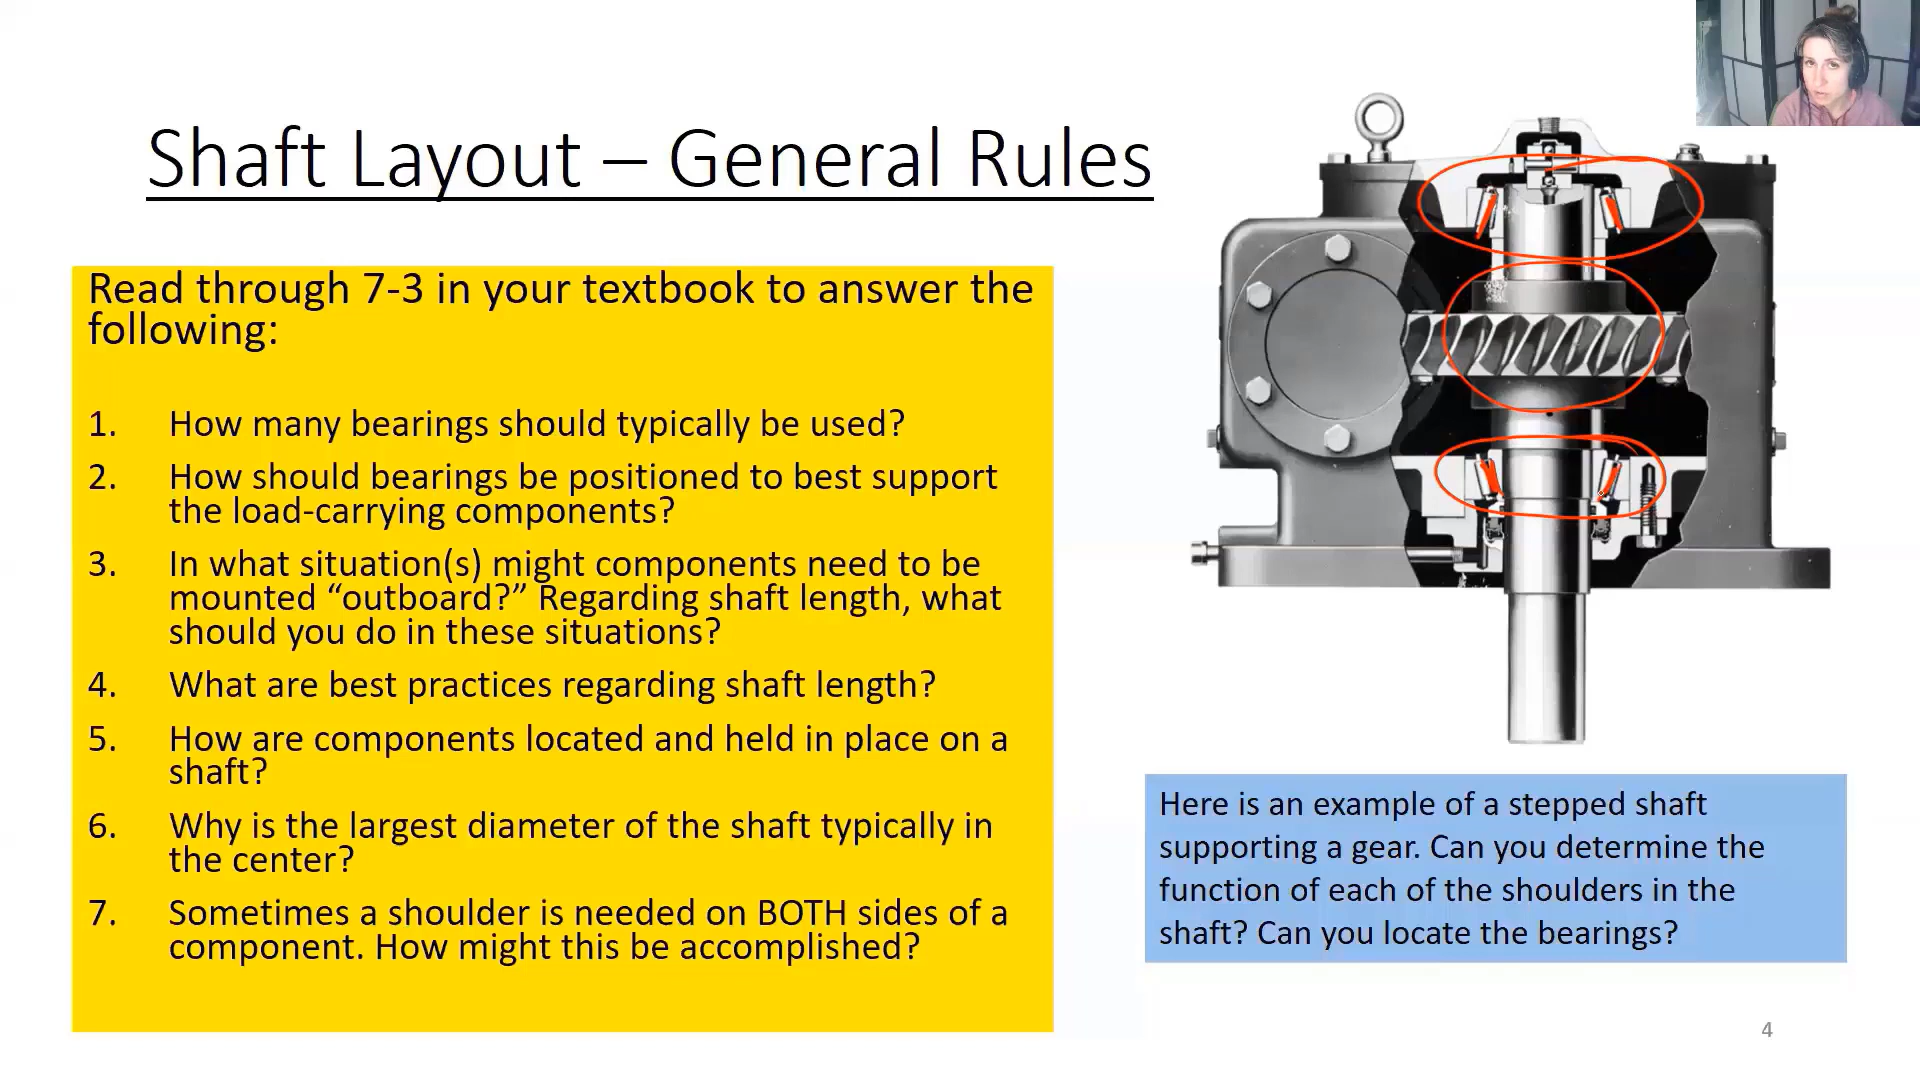 Shaft Layout – General Rules
Read through 7-3 in your textbook to answer the
following:
1. How many bearings should typically be used?
2. How should bearings be positioned to best support
the load-carrying components?
3. In what situation(s) might components need to be
mounted “outboard?” Regarding shaft length, what
should you do in these situations?
4. What are best practices regarding shaft length?
5. How are components located and held in place on a
shaft?
6. Why is the largest diameter of the shaft typically in
the center?
7. Sometimes a shoulder is needed on BOTH sides of a
component. How might this be accomplished?
Here is an example of a stepped shaft
supporting a gear. Can you determine the
function of each of the shoulders in the
shaft? Can you locate the bearings?
4